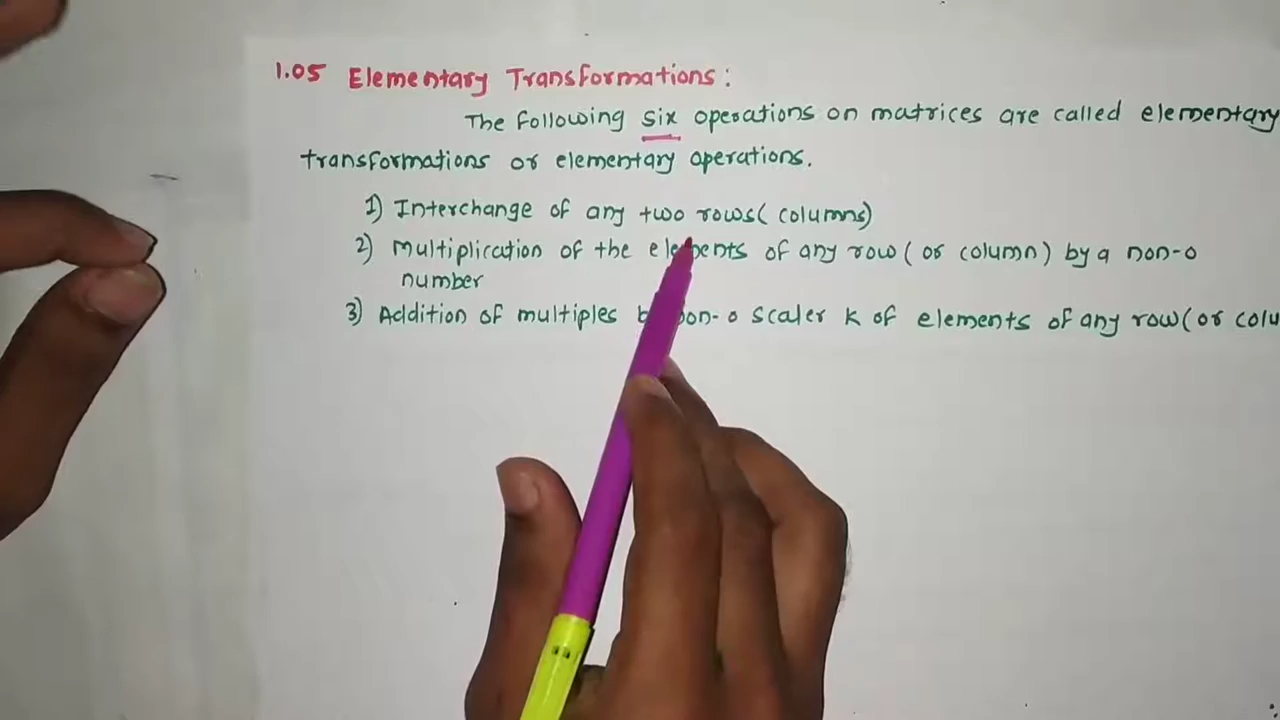 1.05 Elementary Transformations:
The following six operations on matrices are called elementary
transformations or elementary operations.
1) Interchange of any two rows( columns)
2) Multiplication of the elements of any row ( or column ) by a non-0
number
3) Addition of multiples non-0 scaler K of elements of any row( or colu